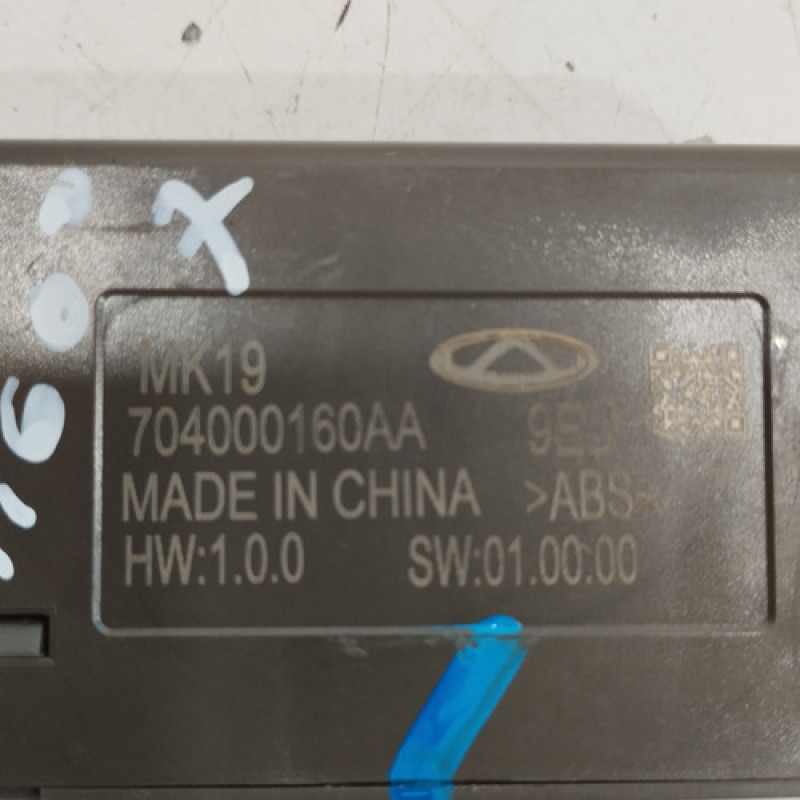 MK19
704000160AA
MADE IN CHINA >ABS<
HW:1.0.0 SW:01.00.00